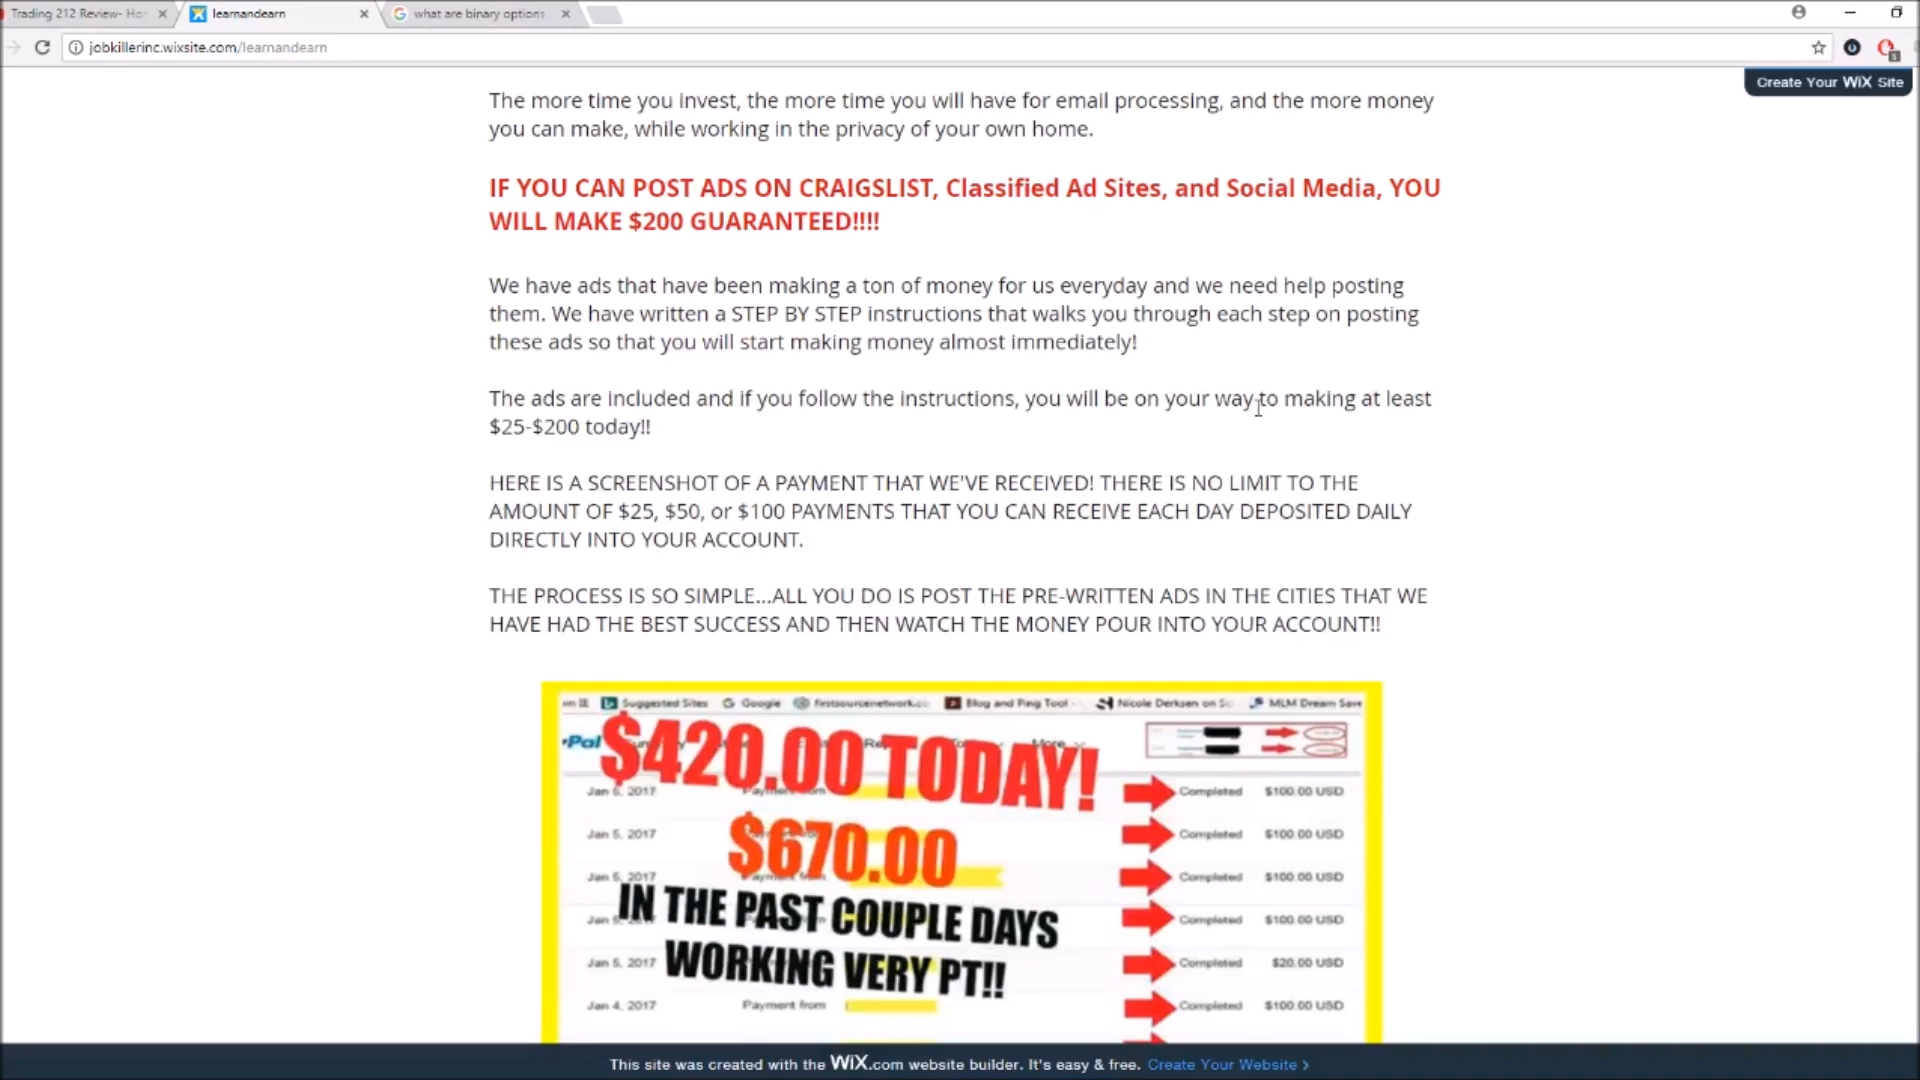 Trading 212 Review- Ho
learnandearn
what are binary options
jobkillerinc.wixsite.com/learnandearn
Create Your WiX Site
The more time you invest, the more time you will have for email processing, and the more money
you can make, while working in the privacy of your own home.
IF YOU CAN POST ADS ON CRAIGSLIST, Classified Ad Sites, and Social Media, YOU
WILL MAKE $200 GUARANTEED!!!!
We have ads that have been making a ton of money for us everyday and we need help posting
them. We have written a STEP BY STEP instructions that walks you through each step on posting
these ads so that you will start making money almost immediately!
The ads are included and if you follow the instructions, you will be on your way to making at least
$25-$200 today!!
HERE IS A SCREENSHOT OF A PAYMENT THAT WE'VE RECEIVED! THERE IS NO LIMIT TO THE
AMOUNT OF $25, $50, or $100 PAYMENTS THAT YOU CAN RECEIVE EACH DAY DEPOSITED DAILY
DIRECTLY INTO YOUR ACCOUNT.
THE PROCESS IS SO SIMPLE...ALL YOU DO IS POST THE PRE-WRITTEN ADS IN THE CITIES THAT WE
HAVE HAD THE BEST SUCCESS AND THEN WATCH THE MONEY POUR INTO YOUR ACCOUNT!!
Suggested Sites Google firstsourcenetwork.co Blog and Ping Tool - Nicole Derksen on Sc MLM Dream Save
Pal More
$420.00 TODAY!
Jan 5, 2017 Completed $100.00 USD
Jan 5, 2017 Completed $100.00 USD
$670.00
Jan 5, 2017 Completed $100.00 USD
IN THE PAST COUPLE DAYS
Completed $100.00 USD
WORKING VERY PT!!
Jan 5, 2017 Completed $20.00 USD
Jan 4, 2017 Payment from Completed $100.00 USD
This site was created with the WiX.com website builder. It's easy & free. Create Your Website >